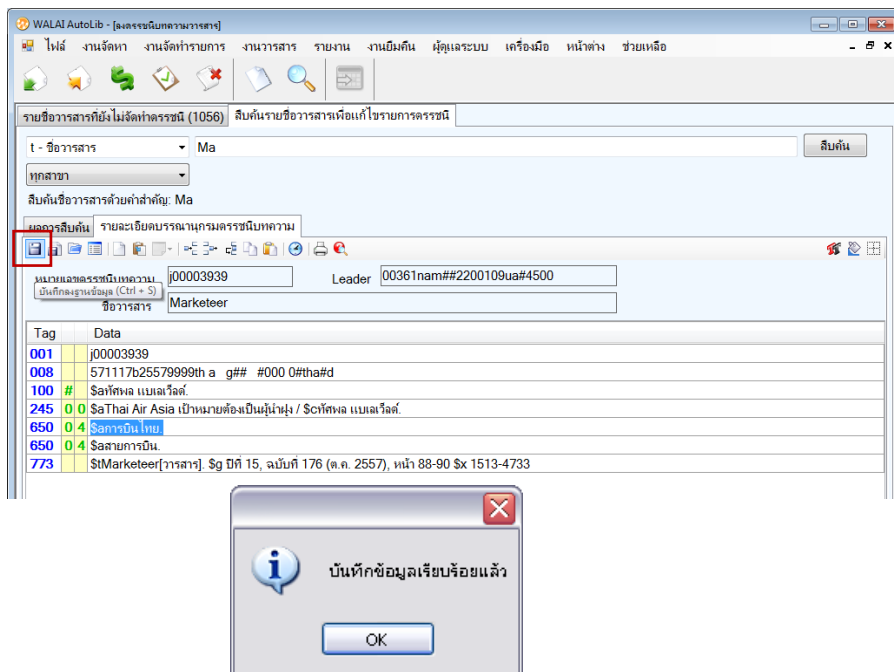 WALAI AutoLib - [ลงดรรชนีบทความวารสาร]
ไฟล์ งานจัดหา งานจัดทำรายการ งานวารสาร รายงาน งานยืมคืน ผู้ดูแลระบบ เครื่องมือ หน้าต่าง ช่วยเหลือ
รายชื่อวารสารที่ยังไม่จัดทำดรรชนี (1056) สืบค้นรายชื่อวารสารเพื่อแก้ไขรายการดรรชนี
t - ชื่อวารสาร Ma สืบค้น
ทุกสาขา
สืบค้นชื่อวารสารด้วยคำสำคัญ: Ma
ผลการสืบค้น รายละเอียดบรรณานุกรมดรรชนีบทความ
หมายเลขดรรชนีบทความ j00003939 Leader 00361nam##2200109ua#4500
บันทึกลงฐานข้อมูล (Ctrl + S)
ชื่อวารสาร Marketeer
Tag Data
001 j00003939
008 571117b25579999th a g## #000 0#tha#d
100 # $aทัศพล แบเลเว็ลด์.
245 0 0 $aThai Air Asia เป้าหมายต้องเป็นผู้นำฝูง / $cทัศพล แบเลเว็ลด์.
650 0 4 $aการบินไทย.
650 0 4 $aสายการบิน.
773 $tMarketeer[วารสาร]. $g ปีที่ 15, ฉบับที่ 176 (ต.ค. 2557), หน้า 88-90 $x 1513-4733
บันทึกข้อมูลเรียบร้อยแล้ว
OK